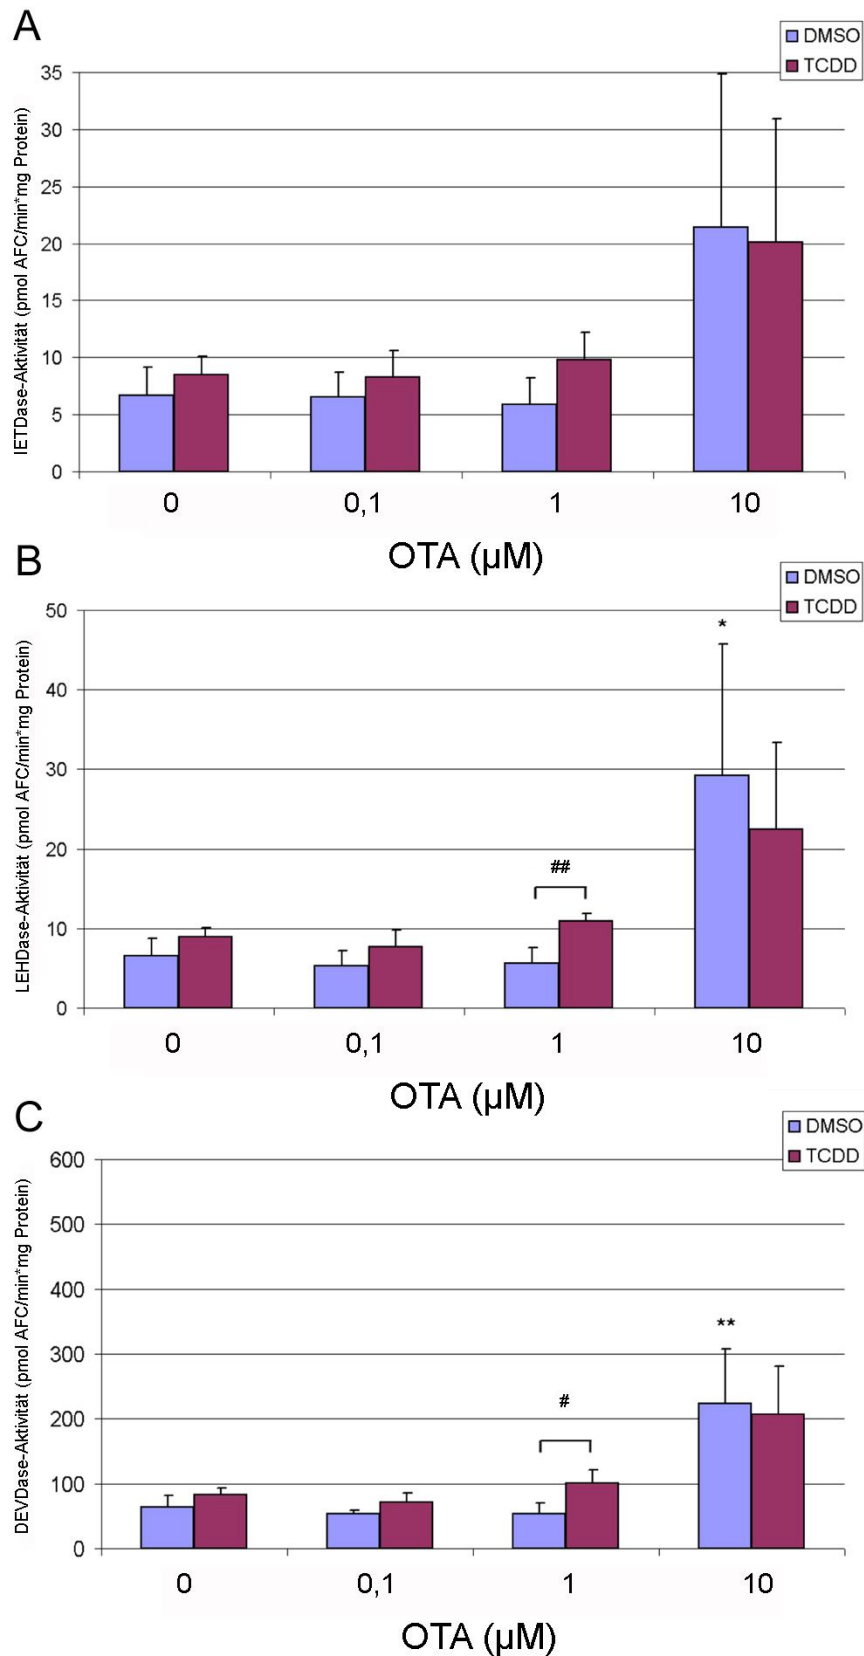 A
DMSO
TCDD
IETDase-Aktivität (pmol AFC/min*mg Protein)
35
30
25
20
15
10
5
0
0 0,1 1 10
OTA (µM)
B
DMSO
TCDD
LEHDase-Aktivität (pmol AFC/min*mg Protein)
50
*
40
30
20
##
10
0
0 0,1 1 10
OTA (µM)
C
DMSO
TCDD
DEVDase-Aktivität (pmol AFC/min*mg Protein)
600
500
400
**
300
#
200
100
0
0 0,1 1 10
OTA (µM)